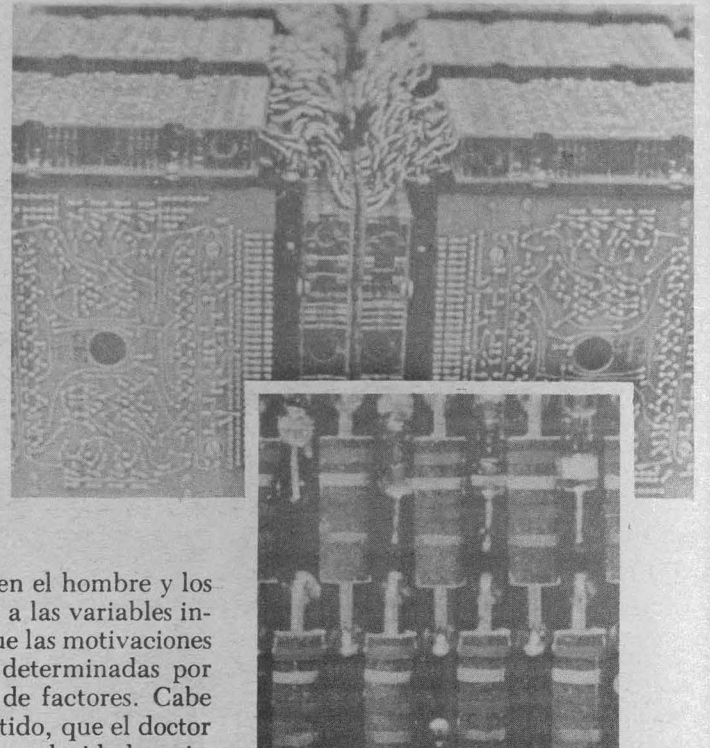 en el hombre y los
a las variables in-
ue las motivaciones
determinadas por
de factores. Cabe
tido, que el doctor